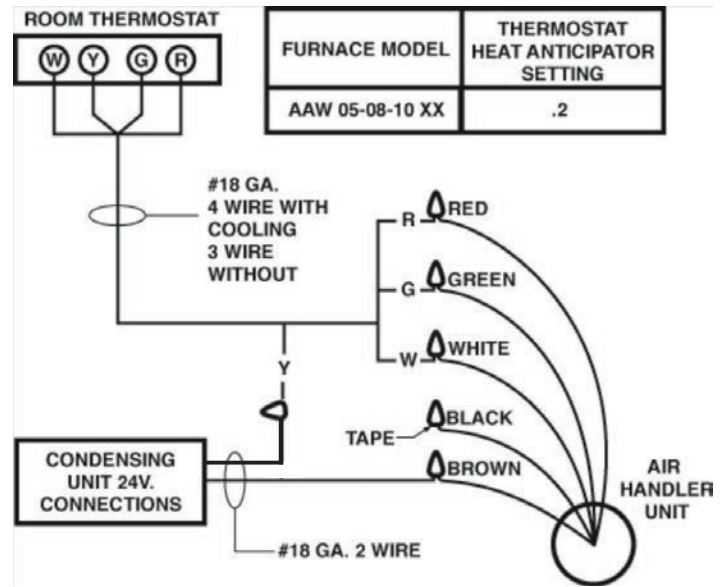 ROOM THERMOSTAT
W Y G R
FURNACE MODEL
THERMOSTAT
HEAT ANTICIPATOR
SETTING
AAW 05-08-10 XX
.2
#18 GA.
4 WIRE WITH
COOLING
3 WIRE
WITHOUT
R RED
G GREEN
W WHITE
Y
BLACK
TAPE
BROWN
CONDENSING
UNIT 24V.
CONNECTIONS
AIR
HANDLER
UNIT
#18 GA. 2 WIRE